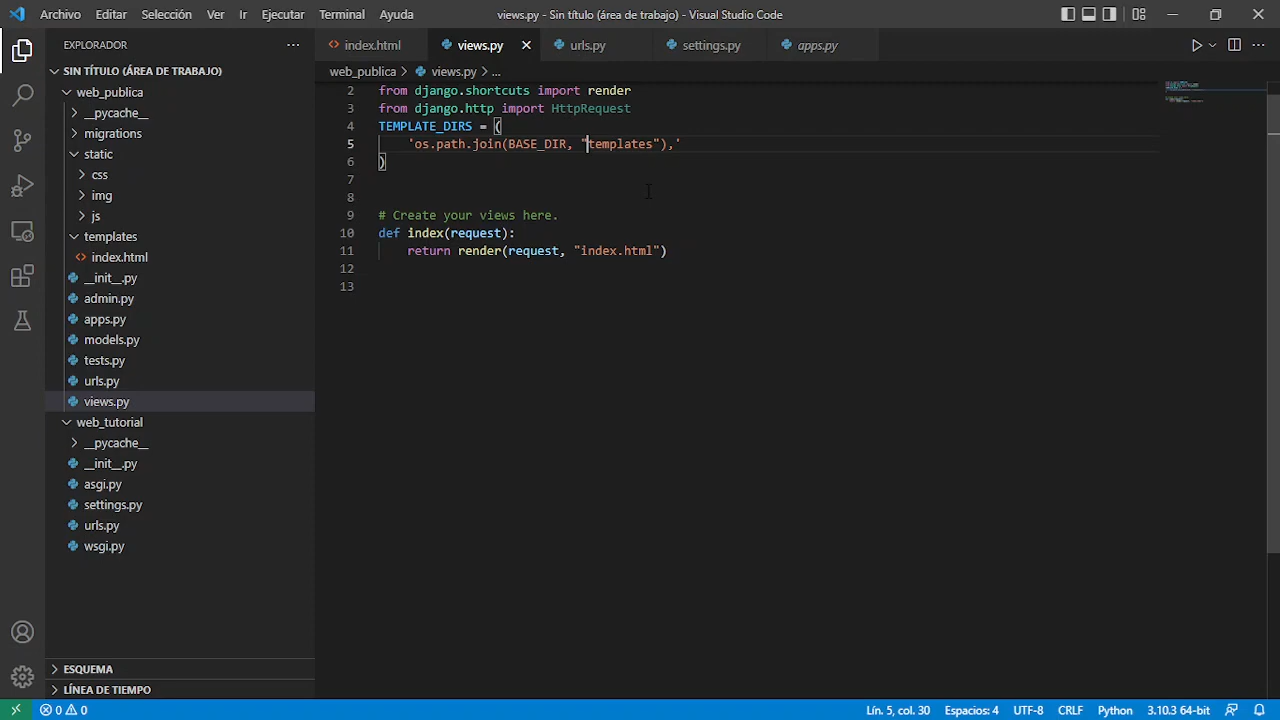 Archivo Editar Selección Ver Ir Ejecutar Terminal Ayuda views.py - Sin título (área de trabajo) - Visual Studio Code
EXPLORADOR
SIN TÍTULO (ÁREA DE TRABAJO)
web_publica
__pycache__
migrations
static
css
img
js
templates
index.html
__init__.py
admin.py
apps.py
models.py
tests.py
urls.py
views.py
web_tutorial
__pycache__
__init__.py
asgi.py
settings.py
urls.py
wsgi.py
ESQUEMA
LÍNEA DE TIEMPO
index.html views.py urls.py settings.py apps.py
web_publica > views.py > ...
2 from django.shortcuts import render
3 from django.http import HttpRequest
4 TEMPLATE_DIRS = (
5 'os.path.join(BASE_DIR, "templates"),'
6 )
7
8
9 # Create your views here.
10 def index(request):
11 return render(request, "index.html")
12
13
0 0 Lín. 5, col. 30 Espacios: 4 UTF-8 CRLF Python 3.10.3 64-bit